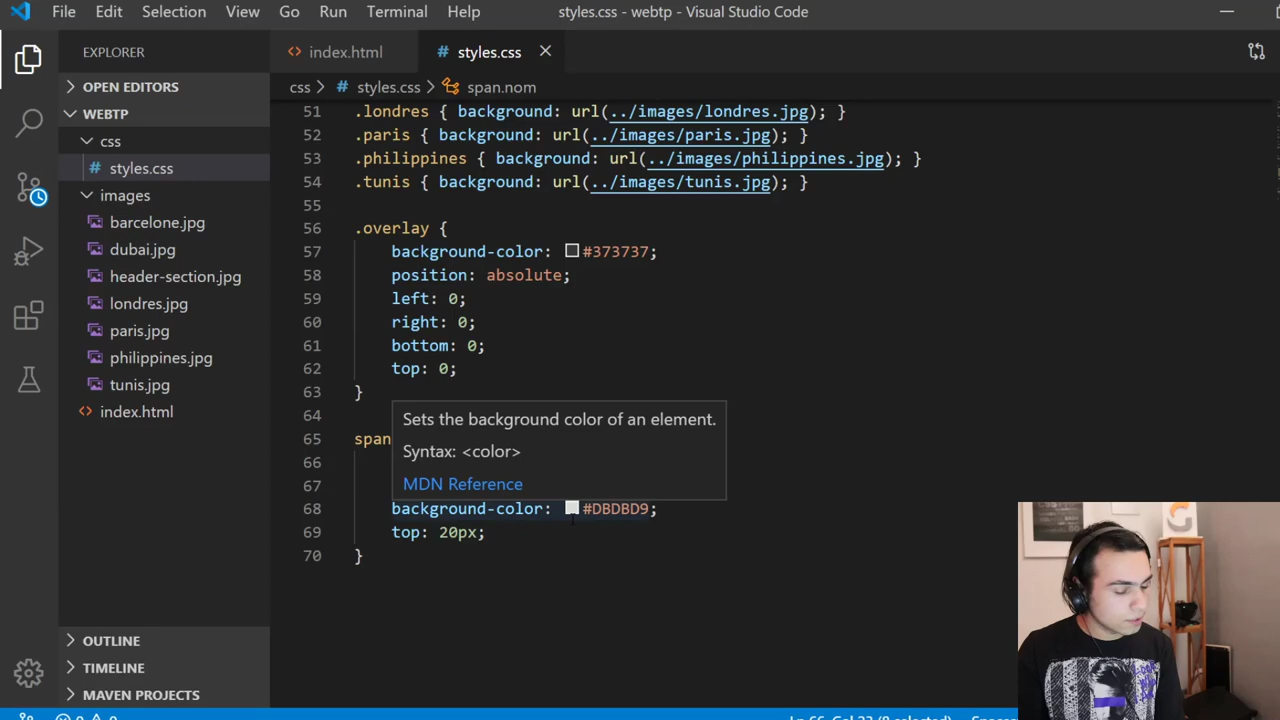 File Edit Selection View Go Run Terminal Help styles.css - webtp - Visual Studio Code
EXPLORER
index.html
# styles.css
OPEN EDITORS
css > # styles.css > span.nom
WEBTP
css
# styles.css
images
barcelone.jpg
dubai.jpg
header-section.jpg
londres.jpg
paris.jpg
philippines.jpg
tunis.jpg
index.html
OUTLINE
TIMELINE
MAVEN PROJECTS
51 .londres { background: url(../images/londres.jpg); }
52 .paris { background: url(../images/paris.jpg); }
53 .philippines { background: url(../images/philippines.jpg); }
54 .tunis { background: url(../images/tunis.jpg); }
55
56 .overlay {
57 background-color: #373737;
58 position: absolute;
59 left: 0;
60 right: 0;
61 bottom: 0;
62 top: 0;
63 }
64
65 span
66
67
68 background-color: #DBDBD9;
69 top: 20px;
70 }
Sets the background color of an element.
Syntax: <color>
MDN Reference